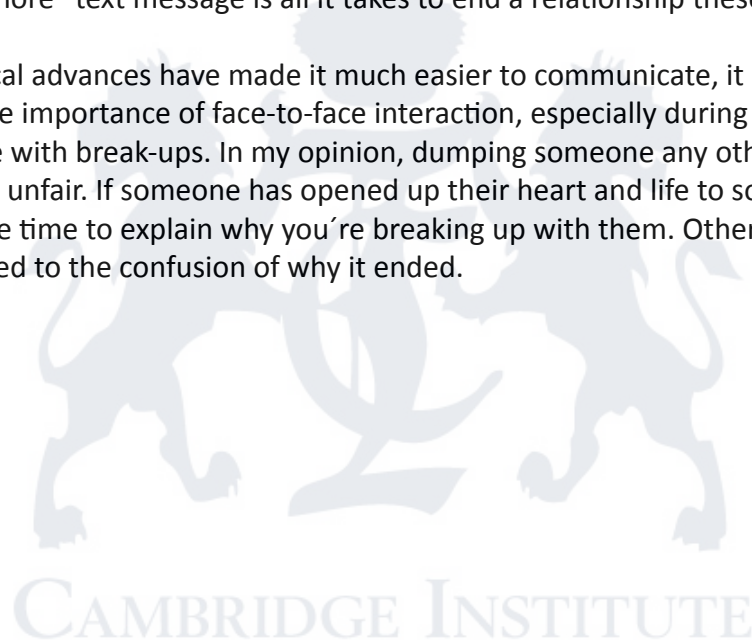 ore" text message is all it takes to end a relationship these
cal advances have made it much easier to communicate, it
e importance of face-to-face interaction, especially during
e with break-ups. In my opinion, dumping someone any oth
unfair. If someone has opened up their heart and life to so
e time to explain why you´re breaking up with them. Other
ed to the confusion of why it ended.
CAMBRIDGE INSTITUTE